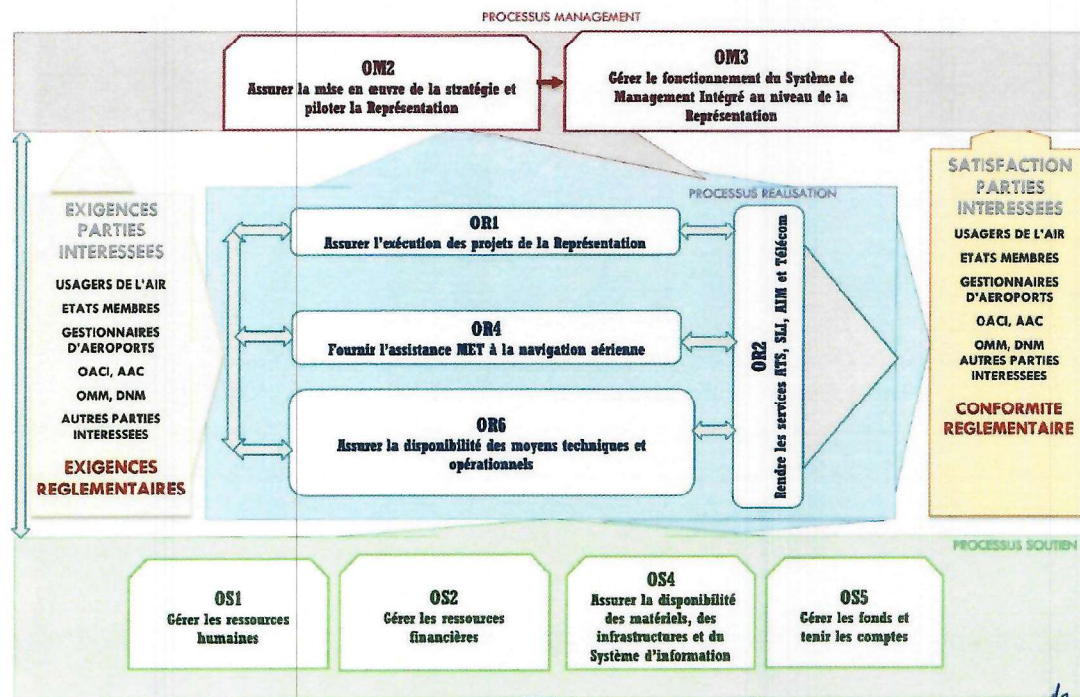 PROCESSUS MANAGEMENT
OM2
Assurer la mise en œuvre de la stratégie et
piloter la Représentation
OM3
Gérer le fonctionnement du Système de
Management Intégré au niveau de la
Représentation
EXIGENCES
PARTIES
INTERESSEES
USAGERS DE L'AIR
ETATS MEMBRES
GESTIONNAIRES
D'AEROPORTS
OACI, AAC
OMM, DNM
AUTRES PARTIES
INTERESSEES
EXIGENCES
REGLEMENTAIRES
PROCESSUS REALISATION
OR1
Assurer l'exécution des projets de la Représentation
OR4
Fournir l'assistance MET à la navigation aérienne
OR6
Assurer la disponibilité des moyens techniques et
opérationnels
OR2
Rendre les services ATS, SLI, AIM et Télécom
SATISFACTION
PARTIES
INTERESSEES
USAGERS DE L'AIR
ETATS MEMBRES
GESTIONNAIRES
D'AEROPORTS
OACI, AAC
OMM, DNM
AUTRES PARTIES
INTERESSEES
CONFORMITE
REGLEMENTAIRE
PROCESSUS SOUTIEN
OS1
Gérer les ressources
humaines
OS2
Gérer les ressources
financières
OS4
Assurer la disponibilité
des matériels, des
infrastructures et du
Système d'information
OS5
Gérer les fonds et
tenir les comptes